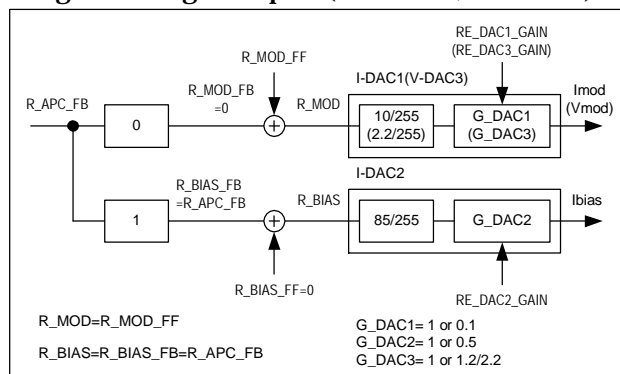 RE_DAC1_GAIN
(RE_DAC3_GAIN)
R_MOD_FF
I-DAC1(V-DAC3)
Imod
(Vmod)
R_APC_FB
R_MOD_FB
=0
R_MOD
0
10/255
(2.2/255)
G_DAC1
(G_DAC3)
I-DAC2
R_BIAS_FB
=R_APC_FB
R_BIAS
Ibias
1
85/255
G_DAC2
R_BIAS_FF=0
RE_DAC2_GAIN
R_MOD=R_MOD_FF
R_BIAS=R_BIAS_FB=R_APC_FB
G_DAC1= 1 or 0.1
G_DAC2= 1 or 0.5
G_DAC3= 1 or 1.2/2.2